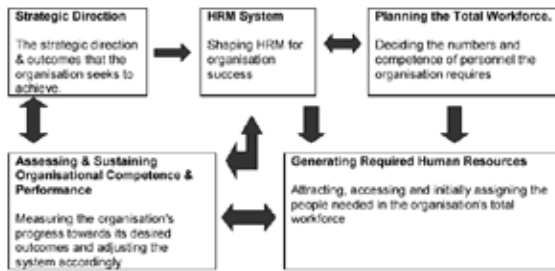 Strategic Direction
The strategic direction
& outcomes that the
organisation seeks to
achieve.
HRM System
Shaping HRM for
organisation
success
Planning the Total Workforce.
Deciding the numbers and
competence of personnel the
organisation requires
Assessing & Sustaining
Organisational Competence &
Performance
Measuring the organisation's
progress towards its desired
outcomes and adjusting the
system accordingly
Generating Required Human Resources
Attracting, accessing and initially assigning the
people needed in the organisation's total
workforce